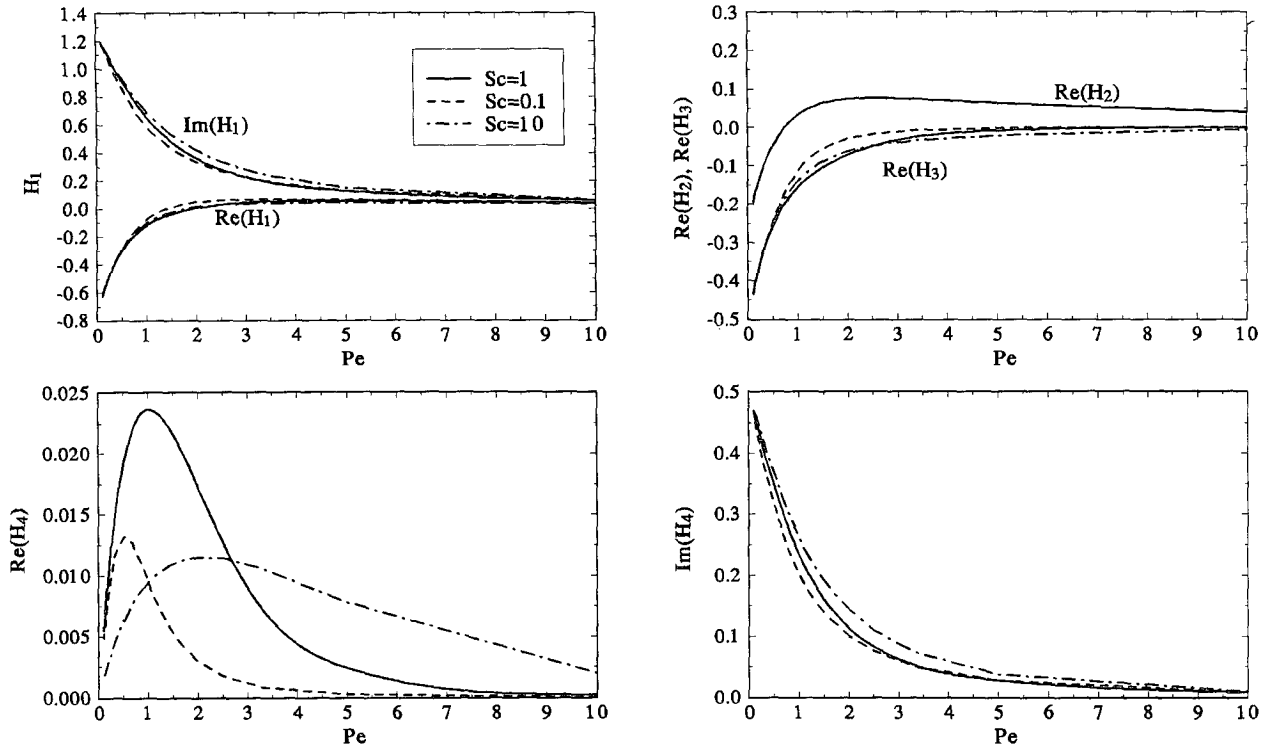 1.4
1.2
1.0
0.8
0.6
0.4
0.2
0.0
-0.2
-0.4
-0.6
-0.8
H1
Im(H1)
Re(H1)
Sc=1
Sc=0.1
Sc=10
0 1 2 3 4 5 6 7 8 9 10
Pe
0.3
0.2
0.1
0.0
-0.1
-0.2
-0.3
-0.4
-0.5
Re(H2), Re(H3)
Re(H2)
Re(H3)
0 1 2 3 4 5 6 7 8 9 10
Pe
0.025
0.020
0.015
0.010
0.005
0.000
Re(H4)
0 1 2 3 4 5 6 7 8 9 10
Pe
0.5
0.4
0.3
0.2
0.1
0.0
Im(H4)
0 1 2 3 4 5 6 7 8 9 10
Pe